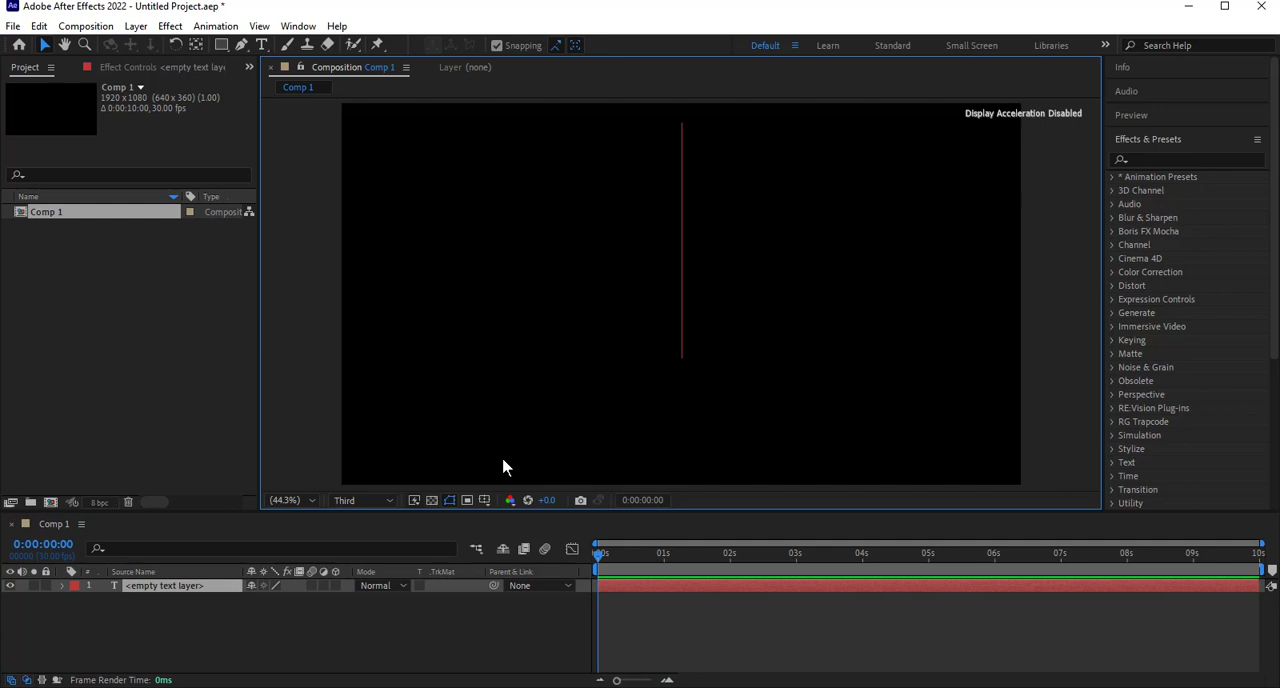 Adobe After Effects 2022 - Untitled Project.aep *
File Edit Composition Layer Effect Animation View Window Help
Snapping Default Learn Standard Small Screen Libraries Search Help
Project Effect Controls <empty text laye
Composition Comp 1 Layer (none)
Comp 1
1920 x 1080 (640 x 360) (1.00)
Δ 0:00:10:00, 30.00 fps
Name Type
Comp 1 Composit
8 bpc
Comp 1
Display Acceleration Disabled
(44.3%) Third +0.0 0:00:00:00
Info
Audio
Preview
Effects & Presets
* Animation Presets
3D Channel
Audio
Blur & Sharpen
Boris FX Mocha
Channel
Cinema 4D
Color Correction
Distort
Expression Controls
Generate
Immersive Video
Keying
Matte
Noise & Grain
Obsolete
Perspective
RE:Vision Plug-ins
RG Trapcode
Simulation
Stylize
Text
Time
Transition
Utility
Comp 1
0:00:00:00
00000 (30.00 fps)
:00s 01s 02s 03s 04s 05s 06s 07s 08s 09s 10s
# Source Name Mode T .TrkMat Parent & Link
1 T <empty text layer> Normal None
Frame Render Time: 0ms